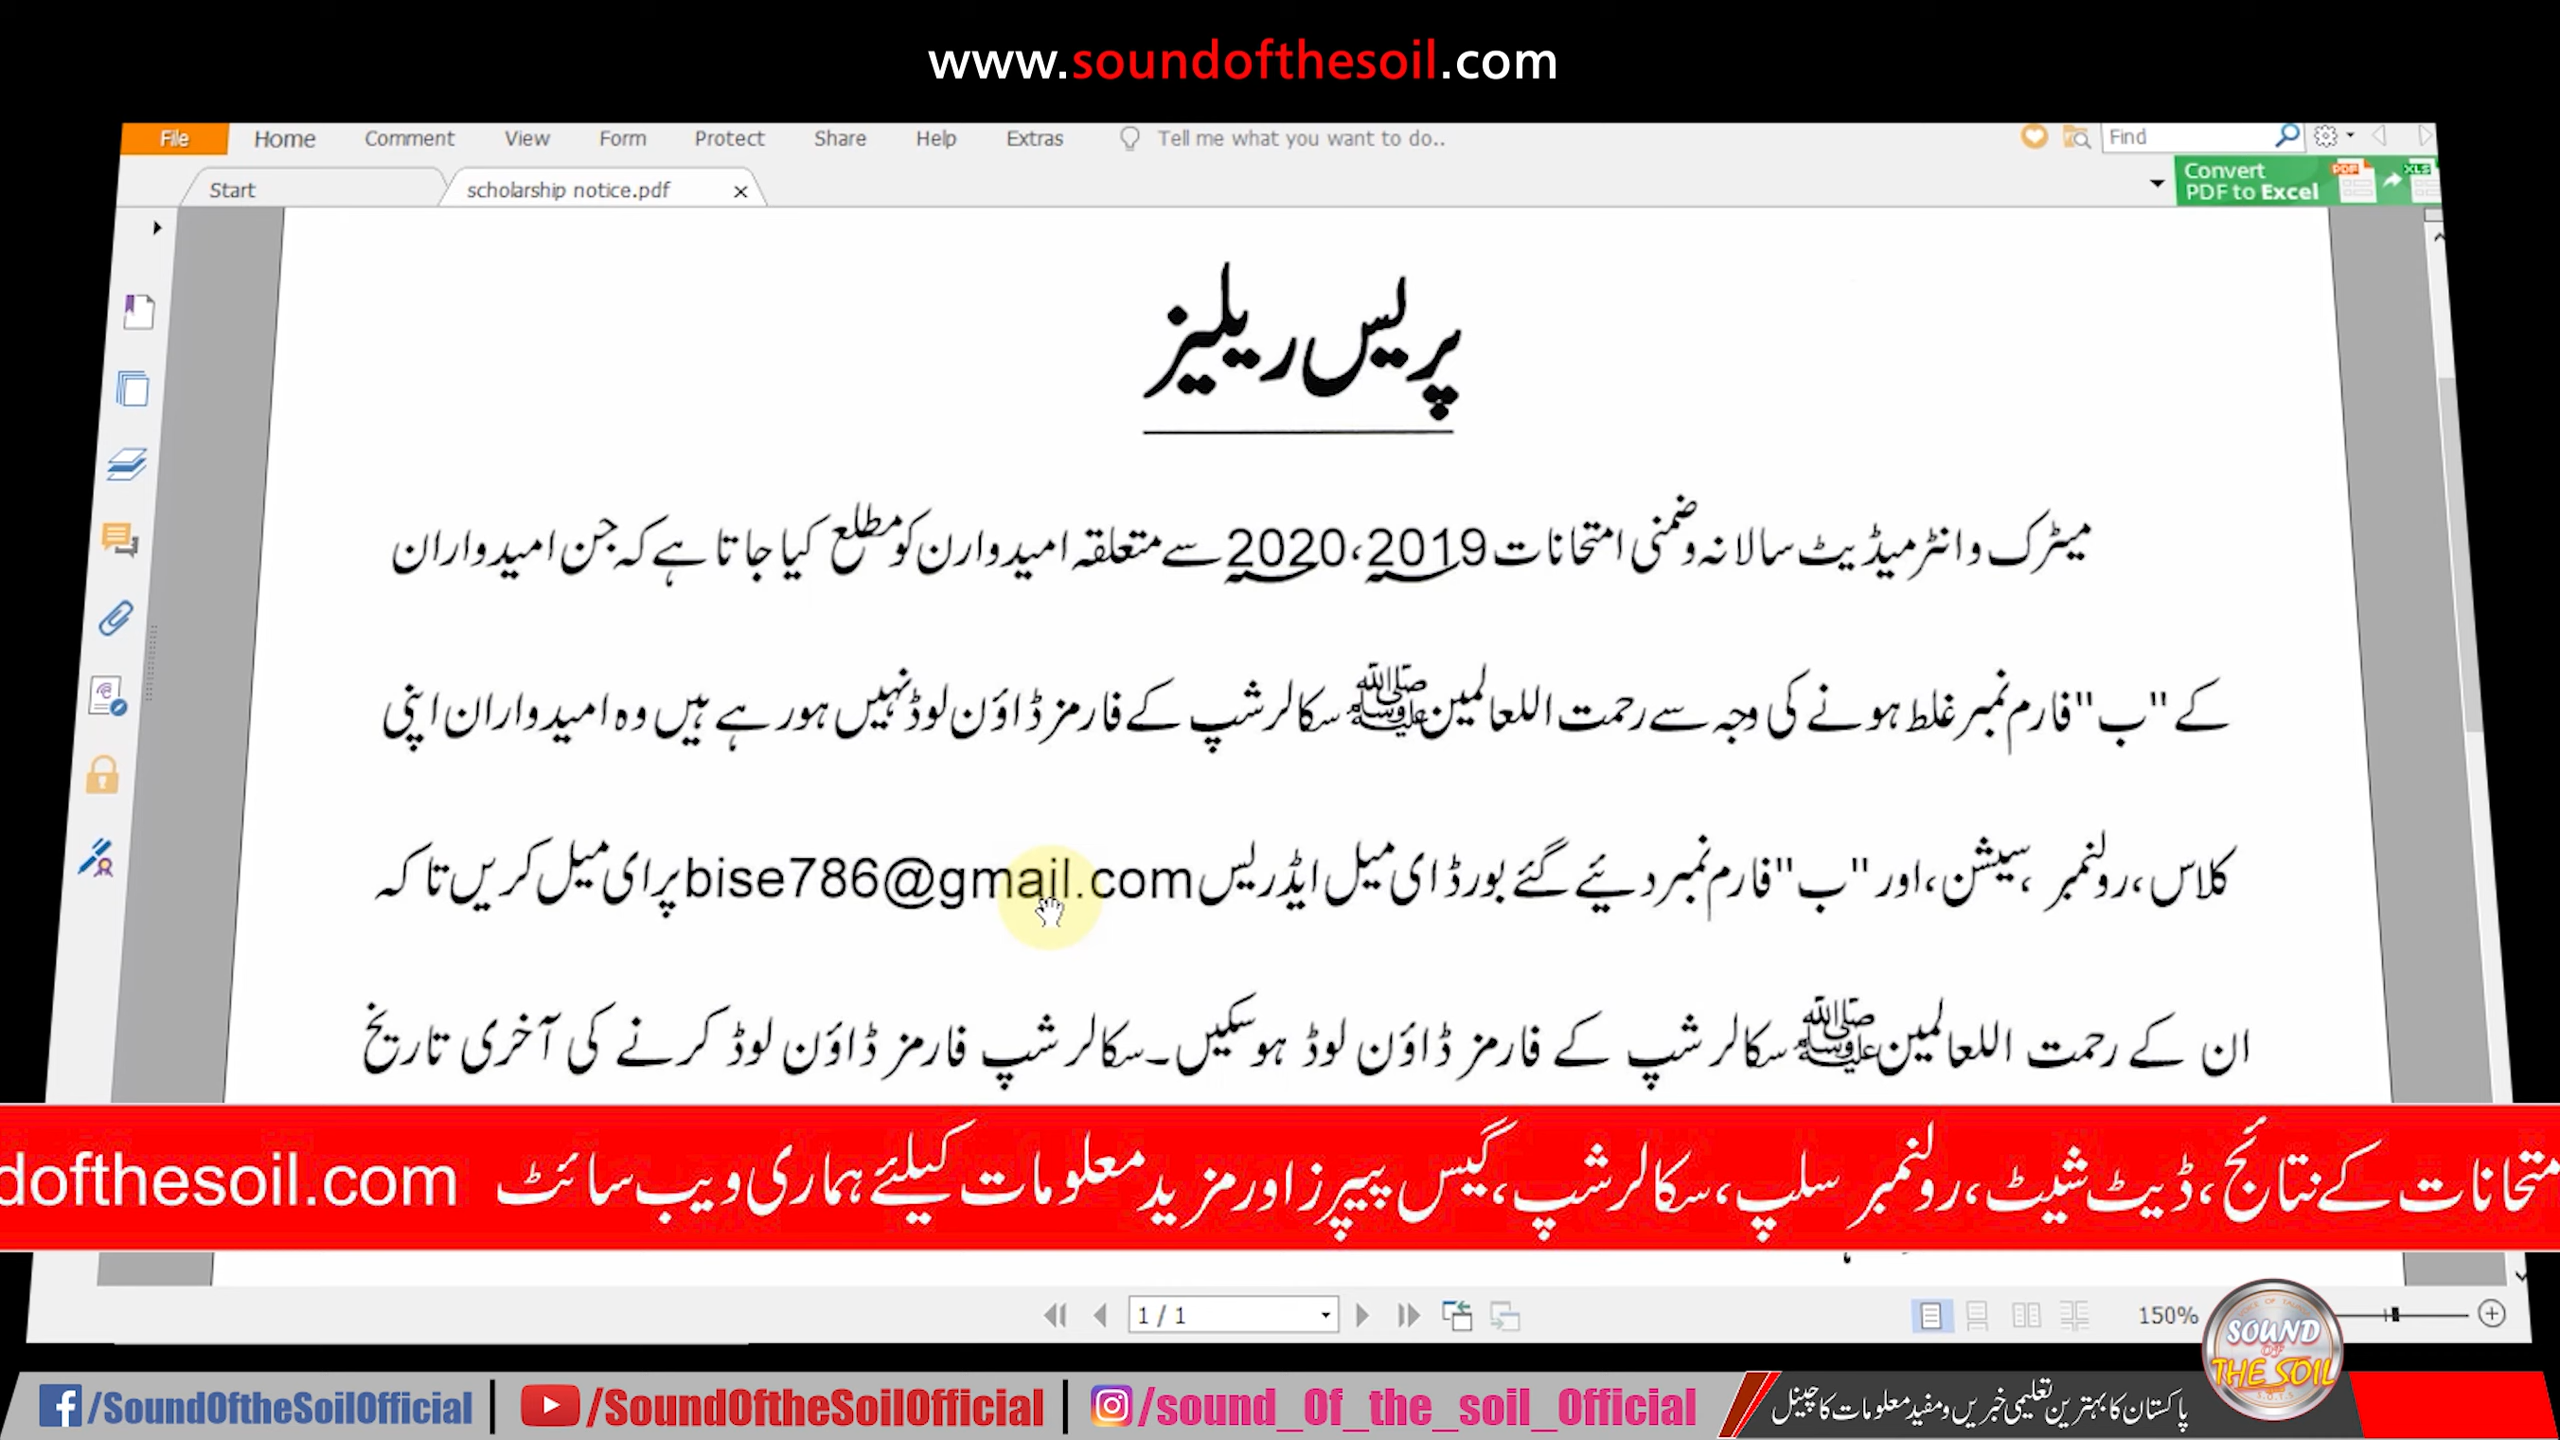 www.soundofthesoil.com
File Home Comment View Form Protect Share Help Extras Tell me what you want to do.. Find
Start scholarship notice.pdf
Convert PDF to Excel
پریس ریلیز
میٹرک و انٹرمیڈیٹ سالانہ و ضمنی امتحانات 2019، 2020 سے متعلقہ امیدوارن کو مطلع کیا جاتا ہے کہ جن امیدواران
کے "ب" فارم نمبر غلط ہونے کی وجہ سے رحمت اللعالمین ﷺ سکالرشپ کے فارمز ڈاؤن لوڈ نہیں ہو رہے ہیں وہ امیدواران اپنی
کلاس، رولنمبر، سیشن، اور "ب" فارم نمبر دیئے گئے بورڈ ای میل ایڈریس bise786@gmail.com پر ای میل کریں تا کہ
ان کے رحمت اللعالمین ﷺ سکالرشپ کے فارمز ڈاؤن لوڈ ہو سکیں۔ سکالرشپ فارمز ڈاؤن لوڈ کرنے کی آخری تاریخ
متحانات کے نتائج، ڈیٹ شیٹ، رولنمبر سلپ، سکالرشپ، گیس پیپرز اور مزید معلومات کیلئے ہماری ویب سائٹ dofthesoil.com
1 / 1 150%
SOUND OF THE SOIL
/SoundOftheSoilOfficial | /SoundOftheSoilOfficial | /sound_Of_the_soil_Official
پاکستان کا بہترین تعلیمی خبریں و مفید معلومات کا چینل